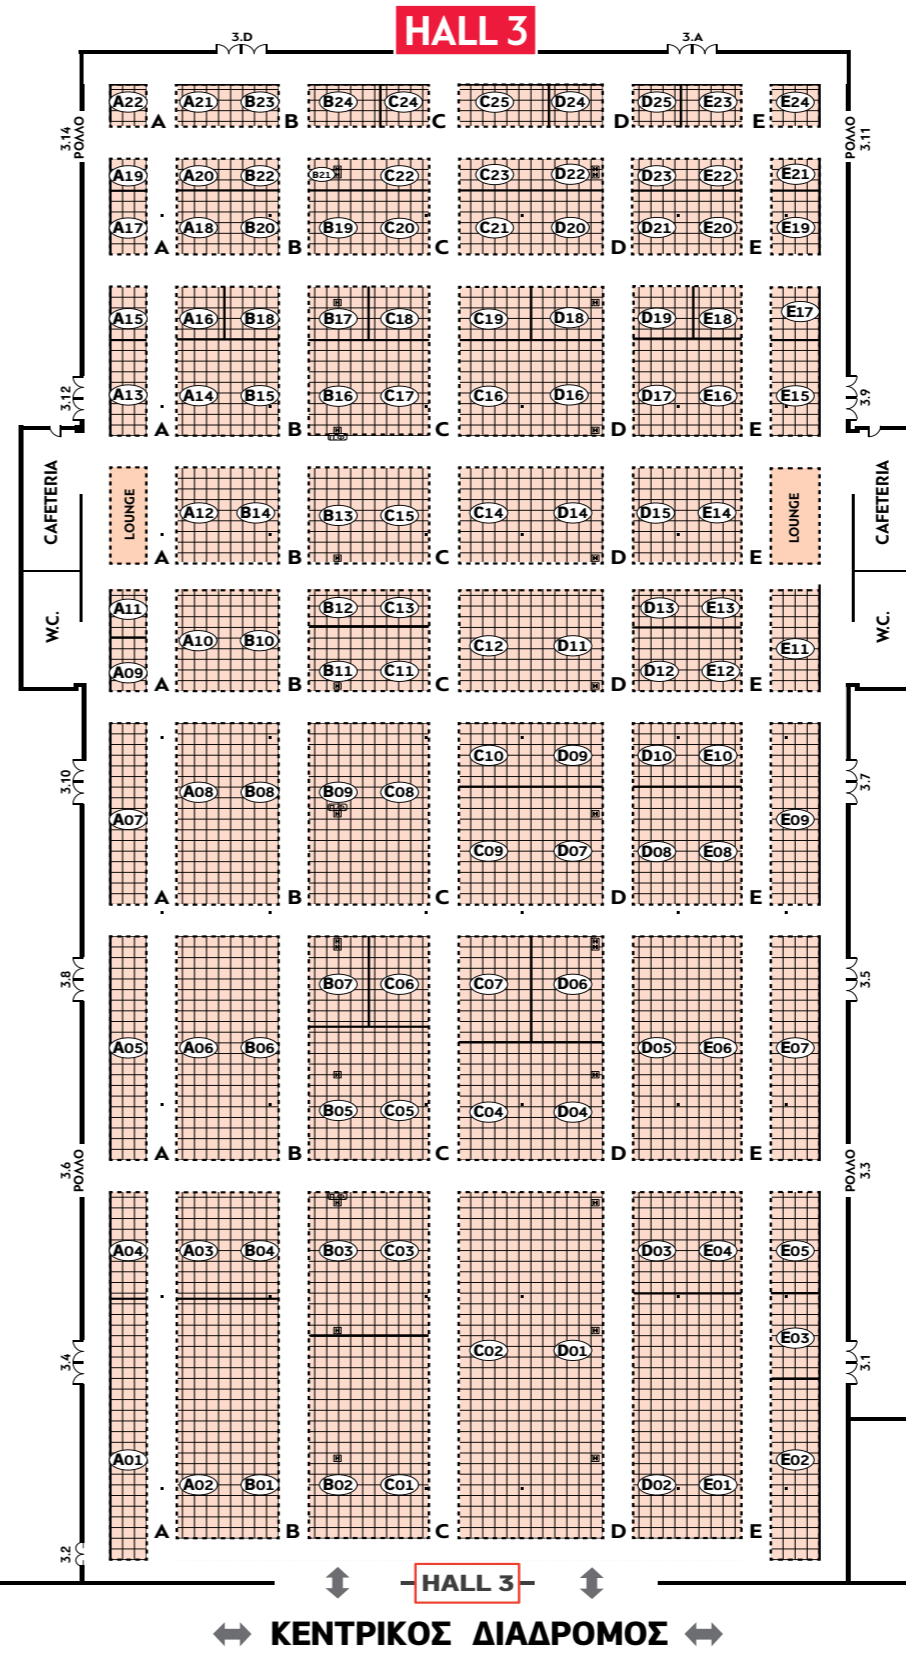 HALL 3
3.D 3.A
A22 A21 B23 B24 C24 C25 D24 D25 E23 E24
A B C D E
3.14 ΡΟΛΛΟ
3.11 ΡΟΛΛΟ
A19 A20 B22 B21 C22 C23 D22 D23 E22 E21
A17 A18 B20 B19 C20 C21 D20 D21 E20 E19
A B C D E
A15 A16 B18 B17 C18 C19 D18 D19 E18 E17
3.12 3.9
A13 A14 B15 B16 C17 C16 D16 D17 E16 E15
A B C D E
CAFETERIA LOUNGE A12 B14 B13 C15 C14 D14 D15 E14 LOUNGE CAFETERIA
A B C D E
A11 B12 C13 D13 E13
W.C. A10 B10 C12 D11 E11 W.C.
A09 B11 C11 D12 E12
A B C D E
C10 D09 D10 E10
3.10 3.7
A07 A08 B08 B09 C08 E09
C09 D07 D08 E08
A B C D E
3.8 B07 C06 C07 D06 3.5
A05 A06 B06 D05 E06 E07
B05 C05 C04 D04
A B C D E
3.6 ΡΟΛΛΟ
3.3 ΡΟΛΛΟ
A04 A03 B04 B03 C03 D03 E04 E05
3.4 C02 D01 E03 3.1
A01 E02
A02 B01 B02 C01 D02 E01
A B C D E
3.2
HALL 3
ΚΕΝΤΡΙΚΟΣ ΔΙΑΔΡΟΜΟΣ